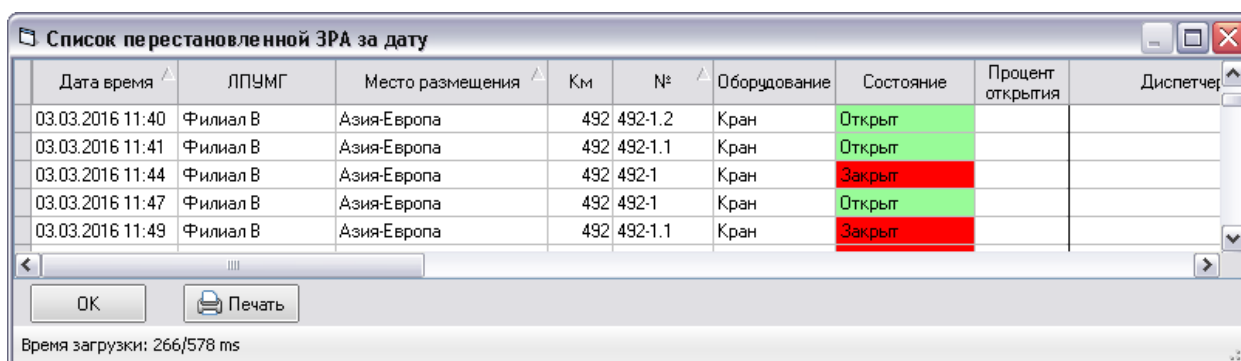 Список перестановленной ЗРА за дату
Дата время ЛПУМГ Место размещения Км № Оборудование Состояние Процент открытия Диспетчер
03.03.2016 11:40 Филиал В Азия-Европа 492 492-1.2 Кран Открыт
03.03.2016 11:41 Филиал В Азия-Европа 492 492-1.1 Кран Открыт
03.03.2016 11:44 Филиал В Азия-Европа 492 492-1 Кран Закрыт
03.03.2016 11:47 Филиал В Азия-Европа 492 492-1 Кран Открыт
03.03.2016 11:49 Филиал В Азия-Европа 492 492-1.1 Кран Закрыт
OK Печать
Время загрузки: 266/578 ms